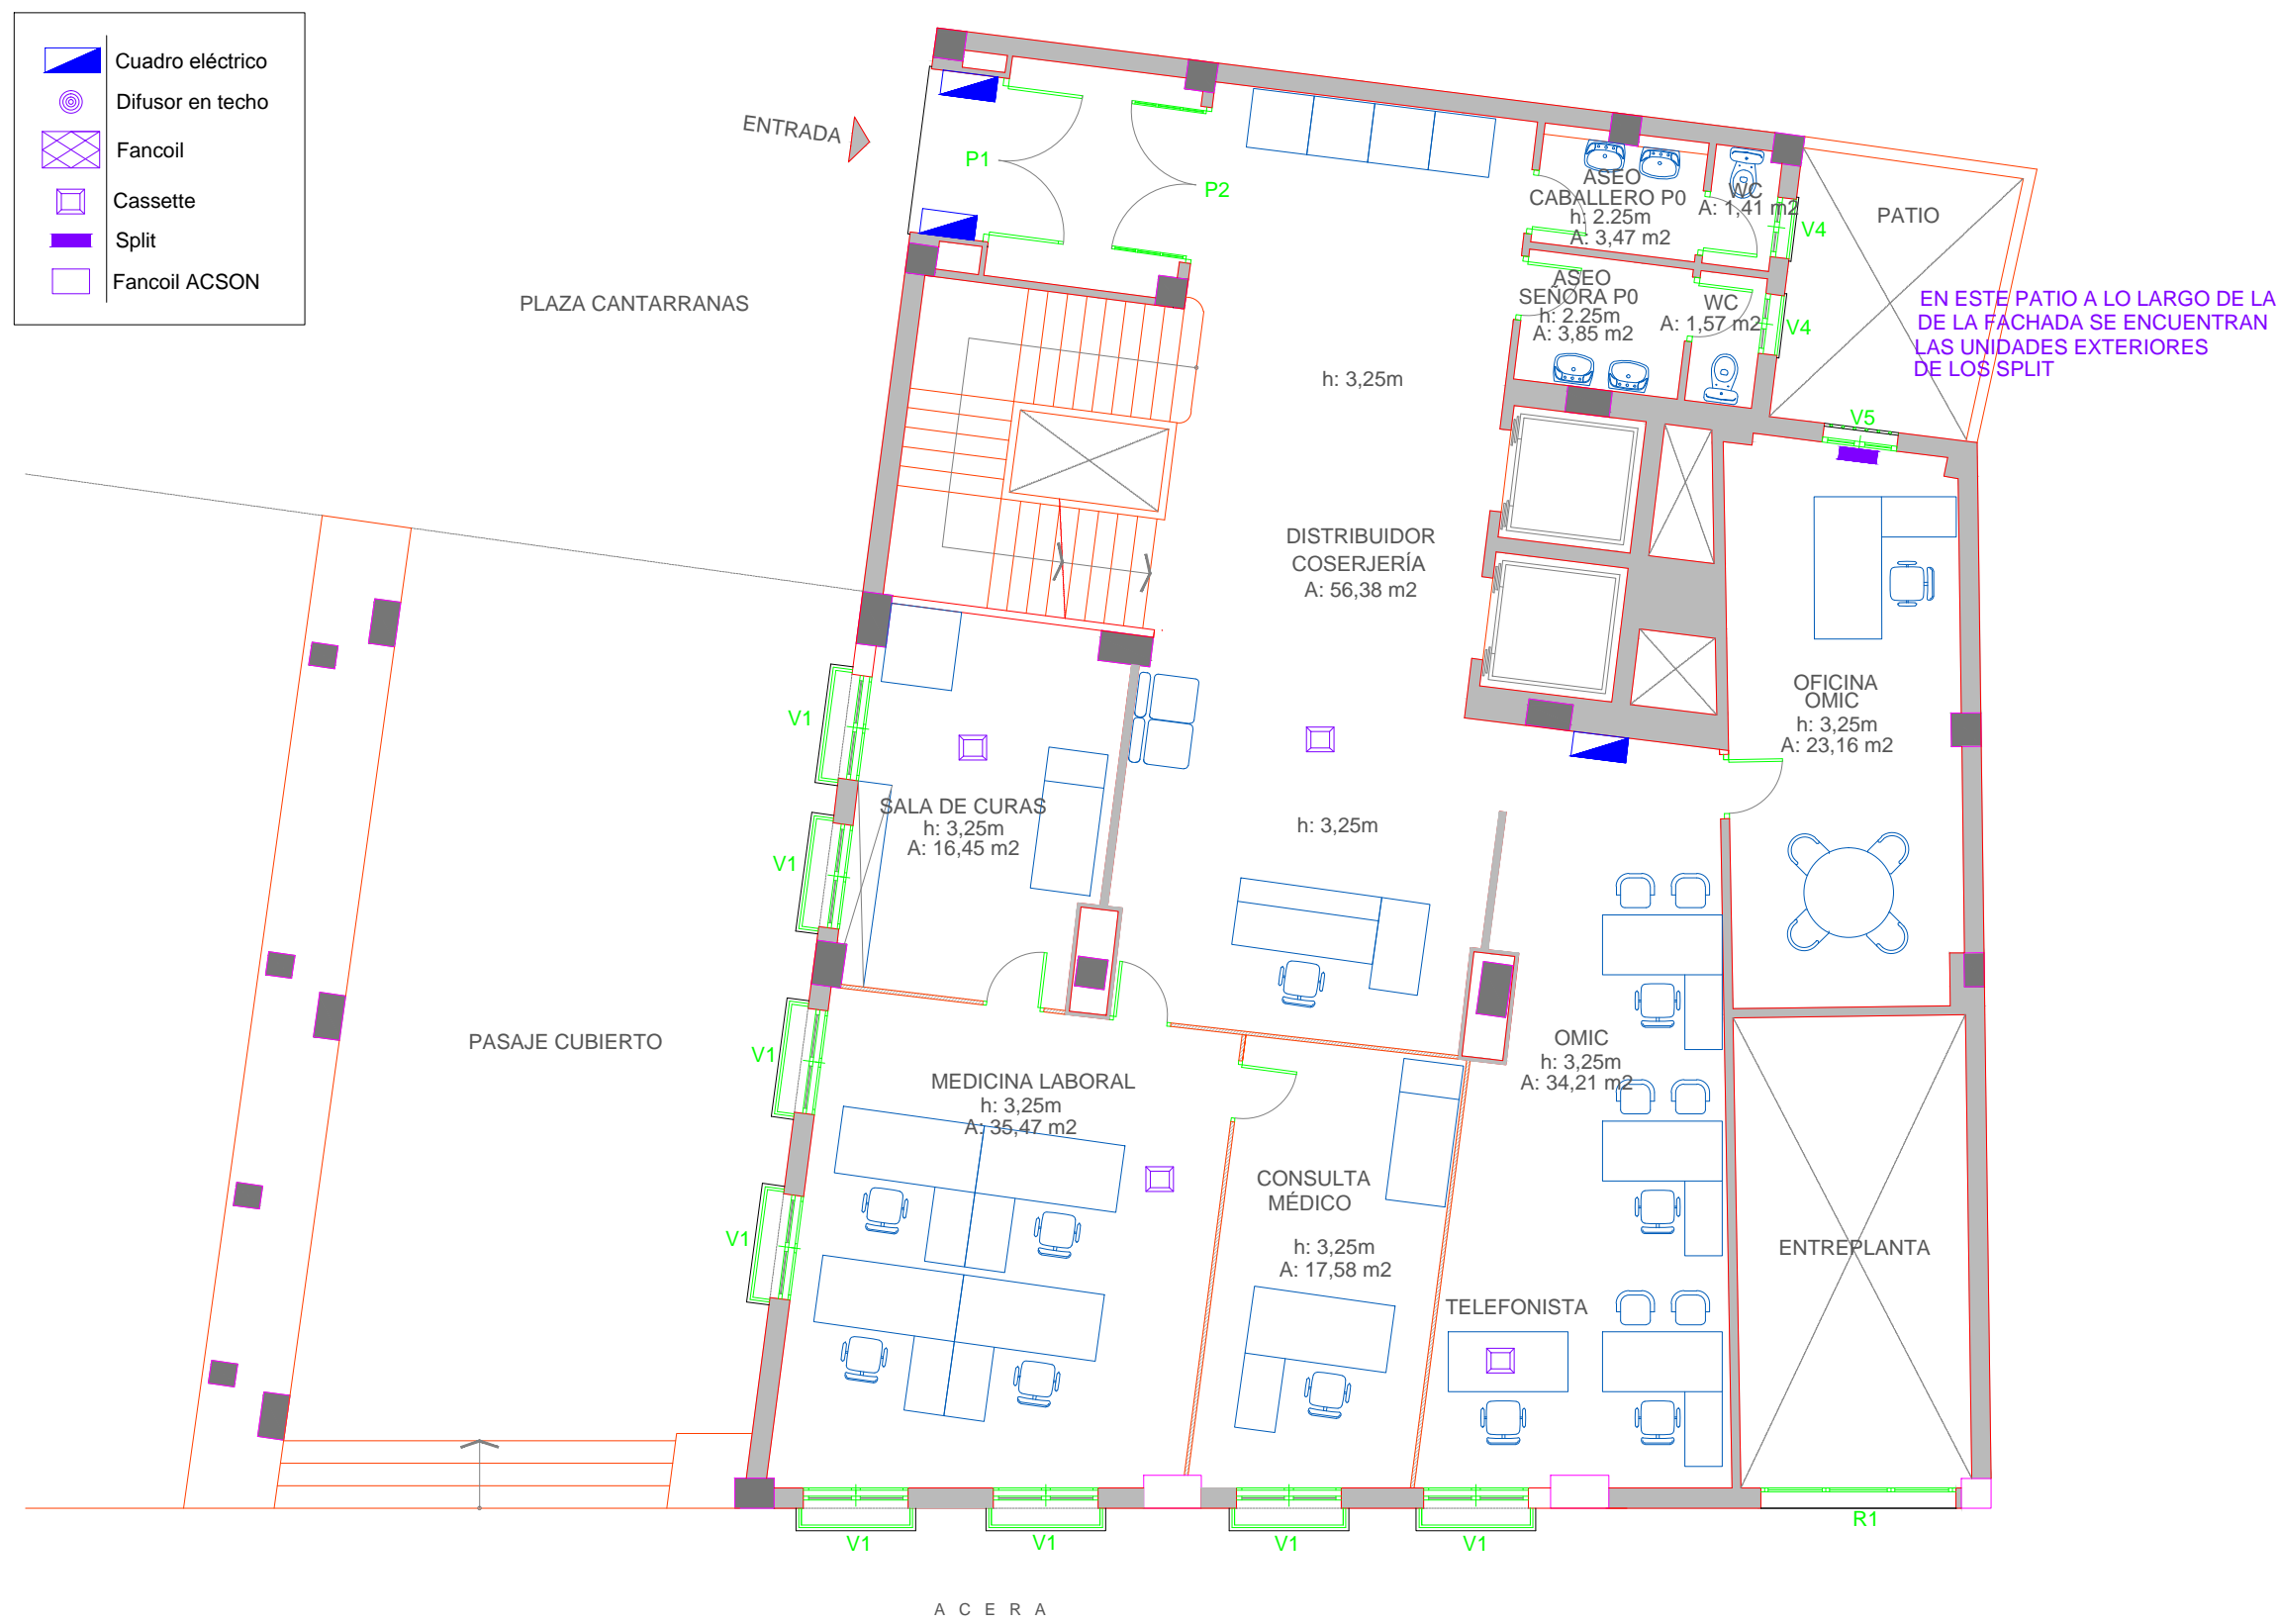 Cuadro eléctrico
Difusor en techo
Fancoil
Cassette
Split
Fancoil ACSON
ENTRADA
P1
P2
PLAZA CANTARRANAS
ASEO
CABALLERO P0
h: 2.25m
A: 3,47 m2
WC
A: 1,41 m2
V4
PATIO
ASEO
SEÑORA P0
h: 2.25m
A: 3,85 m2
WC
A: 1,57 m2
V4
EN ESTE PATIO A LO LARGO DE LA
DE LA FACHADA SE ENCUENTRAN
LAS UNIDADES EXTERIORES
DE LOS SPLIT
h: 3,25m
V5
DISTRIBUIDOR
COSERJERÍA
A: 56,38 m2
OFICINA
OMIC
h: 3,25m
A: 23,16 m2
V1
SALA DE CURAS
h: 3,25m
A: 16,45 m2
h: 3,25m
V1
PASAJE CUBIERTO
V1
MEDICINA LABORAL
h: 3,25m
A: 35,47 m2
OMIC
h: 3,25m
A: 34,21 m2
CONSULTA
MÉDICO
h: 3,25m
A: 17,58 m2
V1
ENTREPLANTA
TELEFONISTA
V1
V1
V1
V1
R1
A C E R A